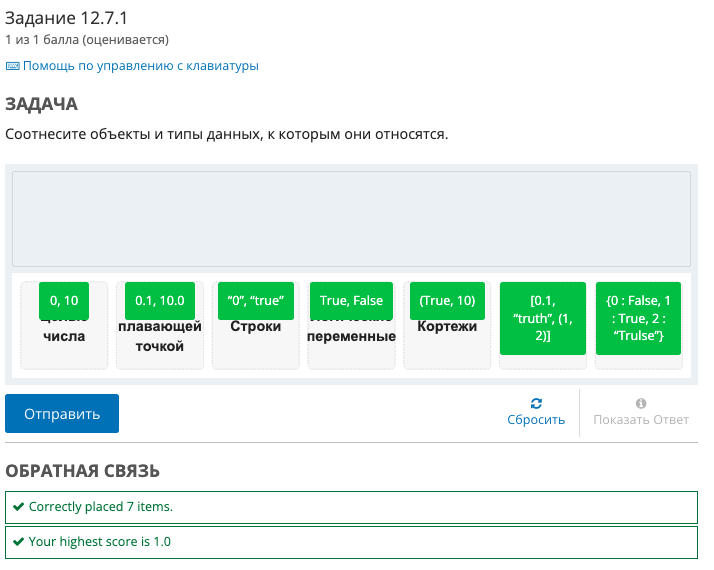 Задание 12.7.1
1 из 1 балла (оценивается)
Помощь по управлению с клавиатуры
ЗАДАЧА
Соотнесите объекты и типы данных, к которым они относятся.
0, 10
числа
0.1, 10.0
плавающей
точкой
“0”, “true”
Строки
True, False
переменные
(True, 10)
Кортежи
[0.1,
“truth”, (1,
2)]
{0 : False, 1
: True, 2 :
“Trulse”}
Отправить
Сбросить
Показать Ответ
ОБРАТНАЯ СВЯЗЬ
Correctly placed 7 items.
Your highest score is 1.0